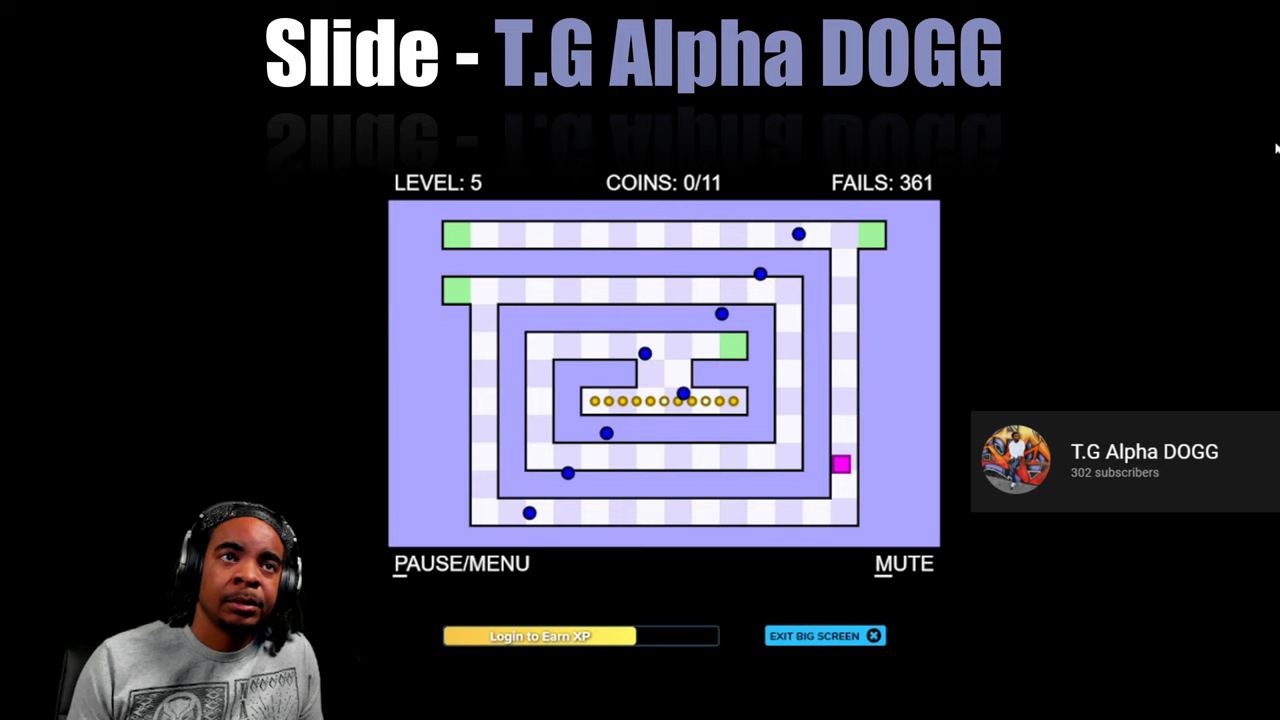 Slide - T.G Alpha DOGG
LEVEL: 5 COINS: 0/11 FAILS: 361
T.G Alpha DOGG
302 subscribers
PAUSE/MENU MUTE
Login to Earn XP EXIT BIG SCREEN